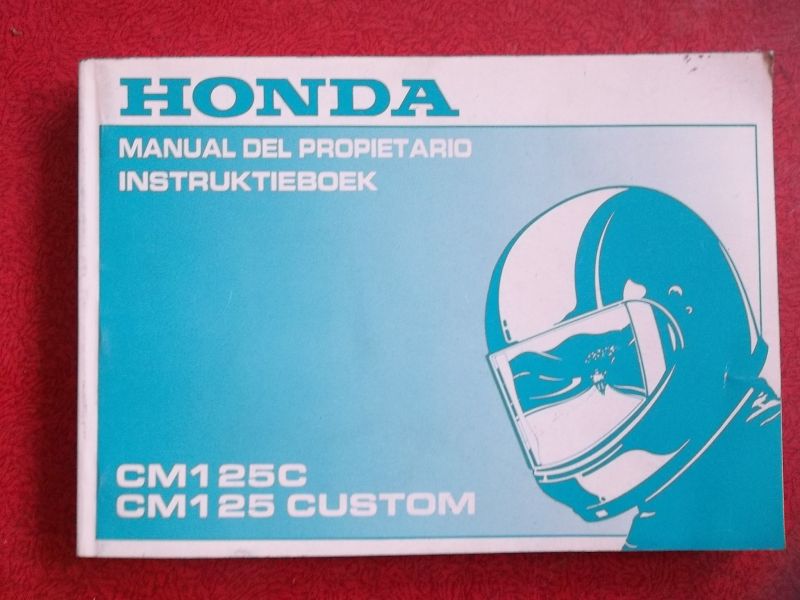 HONDA
MANUAL DEL PROPIETARIO
INSTRUKTIEBOEK
CM125C
CM125 CUSTOM